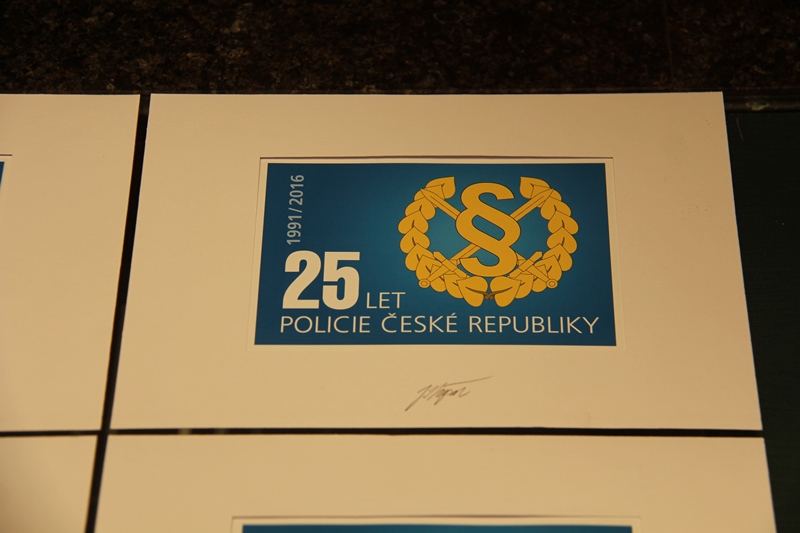 1991/2016
25 LET
POLICIE ČESKÉ REPUBLIKY
§